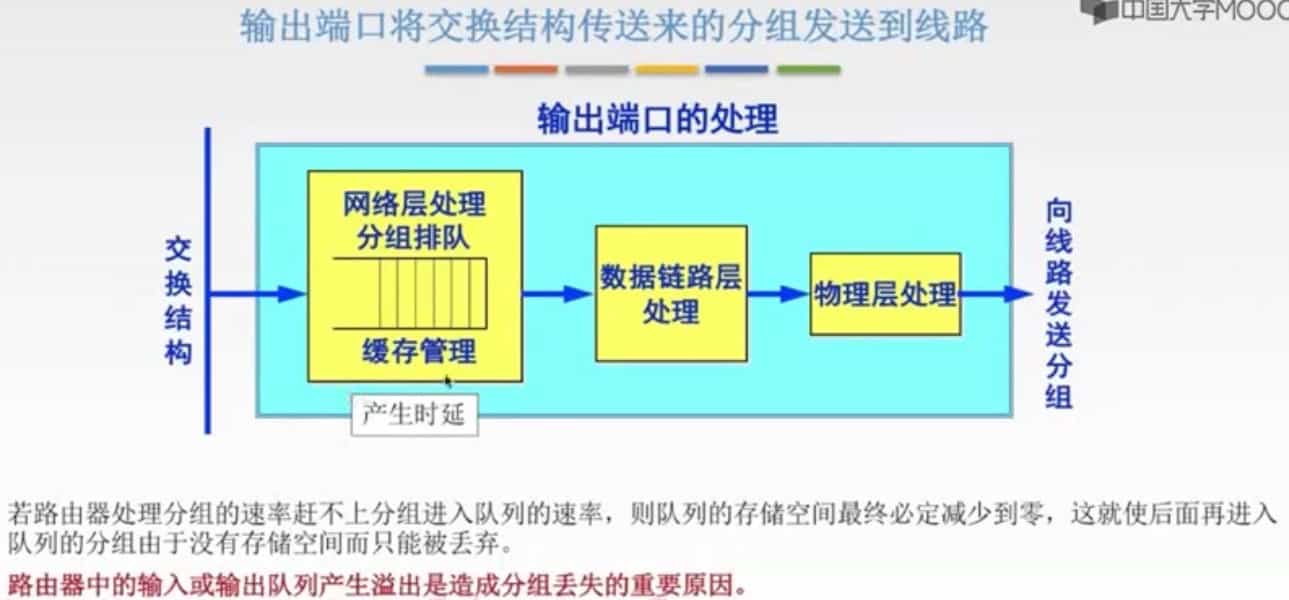 中国大学MOOC
输出端口将交换结构传送来的分组发送到线路
输出端口的处理
交换结构
网络层处理
分组排队
缓存管理
产生时延
数据链路层
处理
物理层处理
向线路发送分组
若路由器处理分组的速率赶不上分组进入队列的速率，则队列的存储空间最终必定减少到零，这就使后面再进入
队列的分组由于没有存储空间而只能被丢弃。
路由器中的输入或输出队列产生溢出是造成分组丢失的重要原因。